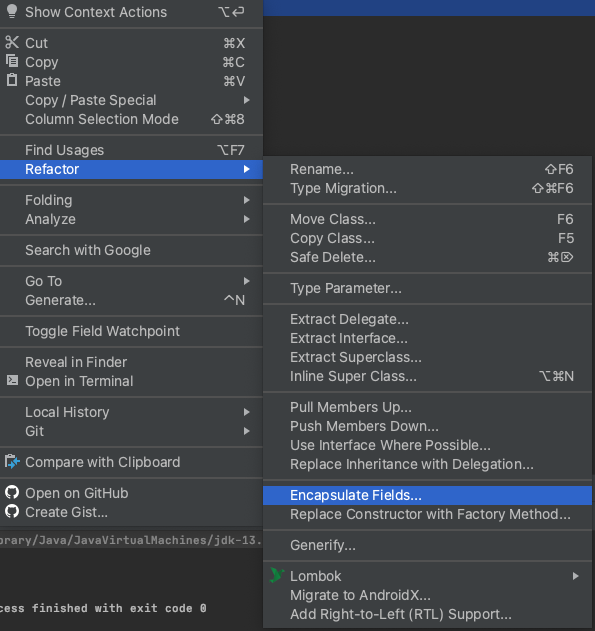 Show Context Actions ⌥⏎
Cut ⌘X
Copy ⌘C
Paste ⌘V
Copy / Paste Special
Column Selection Mode ⇧⌘8
Find Usages ⌥F7
Refactor
Folding
Analyze
Search with Google
Go To
Generate... ^N
Toggle Field Watchpoint
Reveal in Finder
Open in Terminal
Local History
Git
Compare with Clipboard
Open on GitHub
Create Gist...
Rename... ⇧F6
Type Migration... ⇧⌘F6
Move Class... F6
Copy Class... F5
Safe Delete... ⌘⌦
Type Parameter...
Extract Delegate...
Extract Interface...
Extract Superclass...
Inline Super Class... ⌥⌘N
Pull Members Up...
Push Members Down...
Use Interface Where Possible...
Replace Inheritance with Delegation...
Encapsulate Fields...
Replace Constructor with Factory Method...
Generify...
Lombok
Migrate to AndroidX...
Add Right-to-Left (RTL) Support...
brary/Java/JavaVirtualMachines/jdk-13.
cess finished with exit code 0